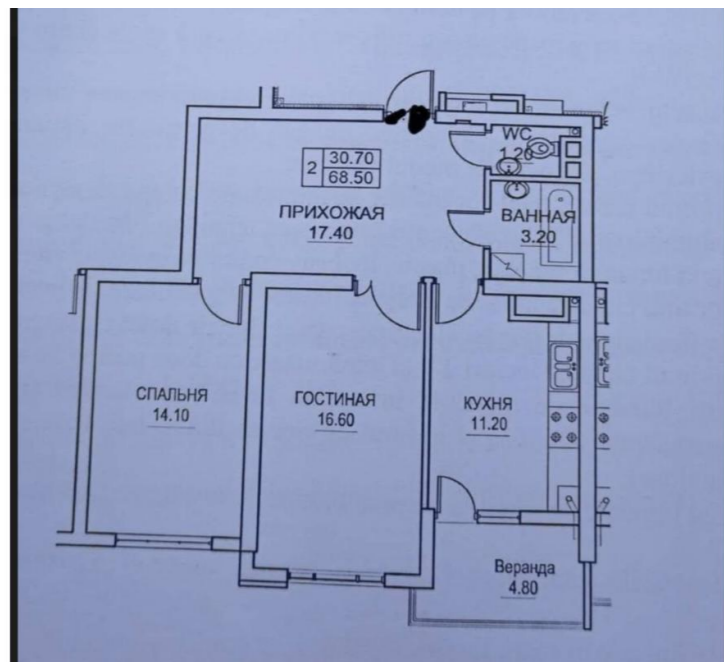 WC
1.20
2
30.70
68.50
ПРИХОЖАЯ
17.40
ВАННАЯ
3.20
СПАЛЬНЯ
14.10
ГОСТИНАЯ
16.60
КУХНЯ
11.20
Веранда
4.80